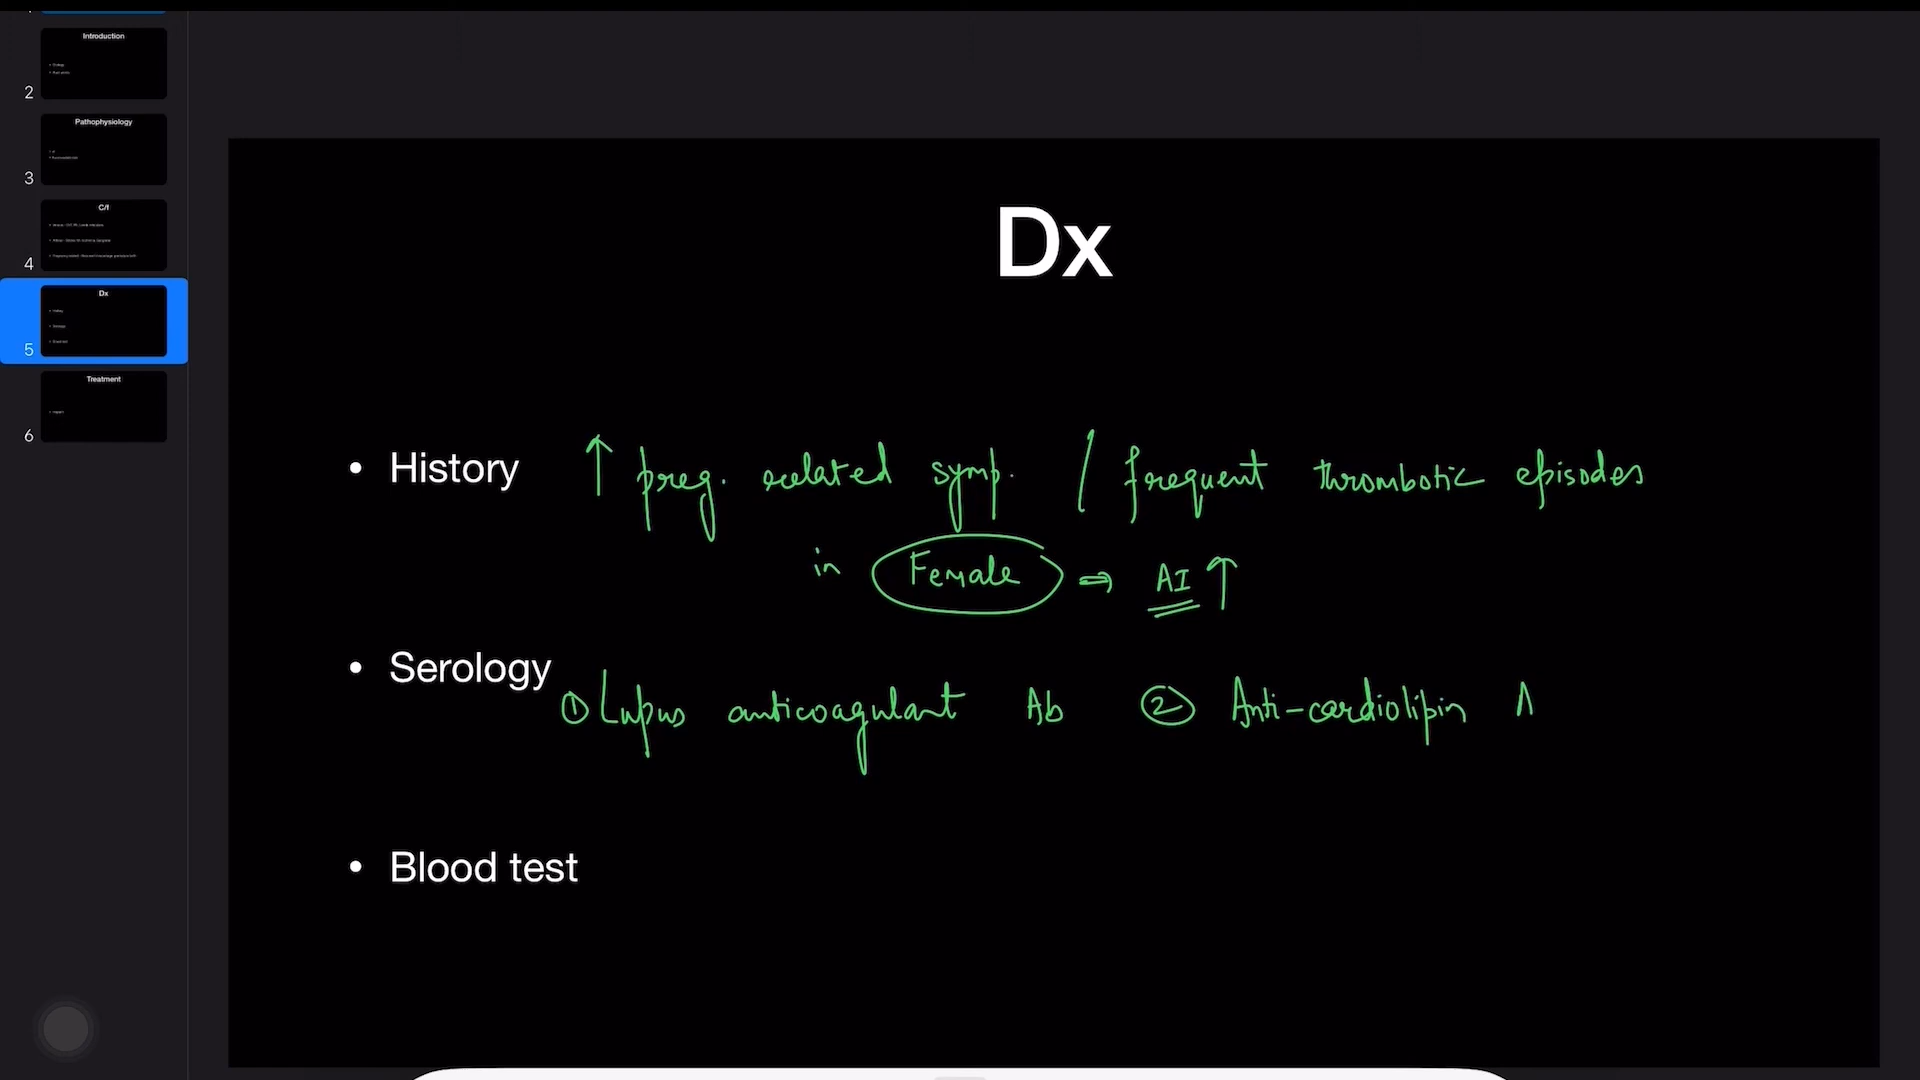 Introduction
2
Pathophysiology
3
C/f
4
Dx
5
Treatment
6
Dx
• History ↑ preg. related symp. / frequent thrombotic episodes
in Female ⇒ AI ↑
• Serology
① Lupus anticoagulant Ab ② Anti-cardiolipin A
• Blood test